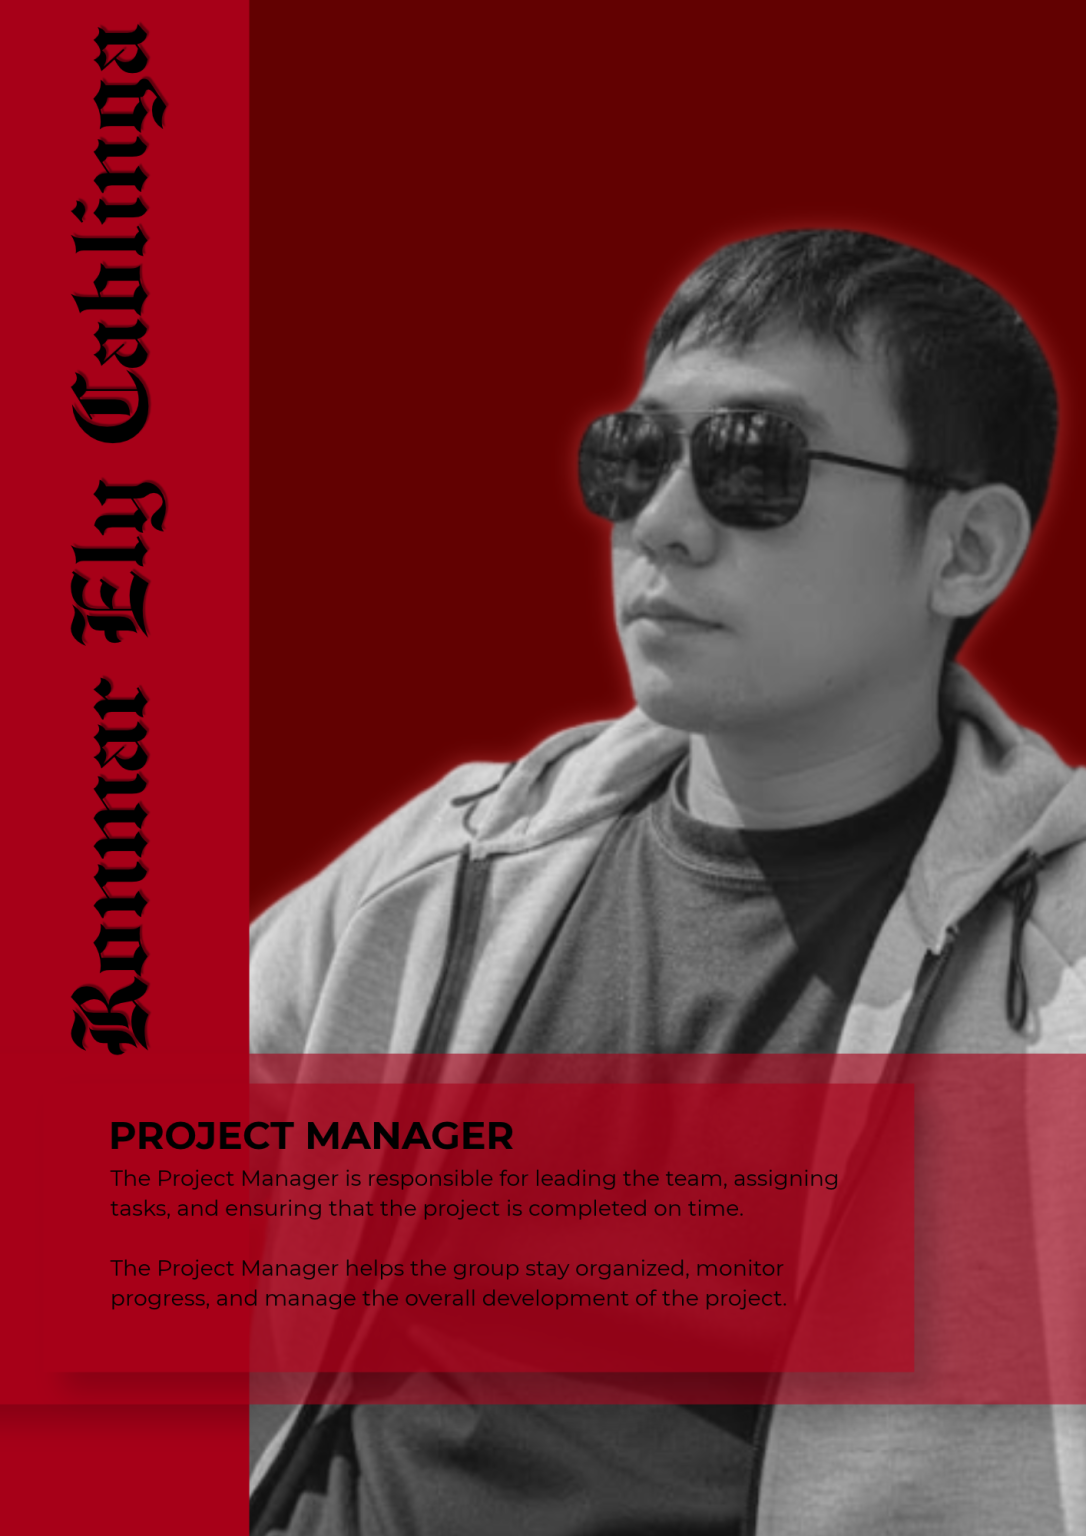 Ronnar Ely Cablinga
PROJECT MANAGER
The Project Manager is responsible for leading the team, assigning
tasks, and ensuring that the project is completed on time.
The Project Manager helps the group stay organized, monitor
progress, and manage the overall development of the project.